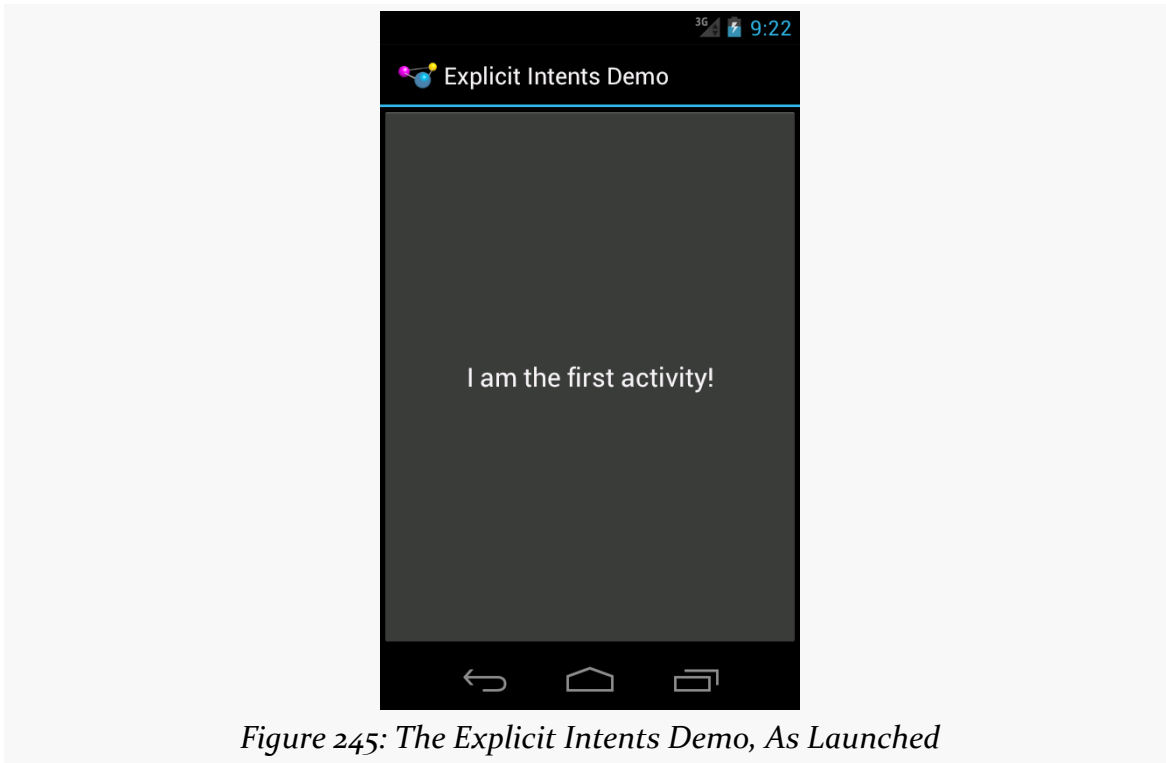 3G 9:22
Explicit Intents Demo
I am the first activity!
Figure 245: The Explicit Intents Demo, As Launched